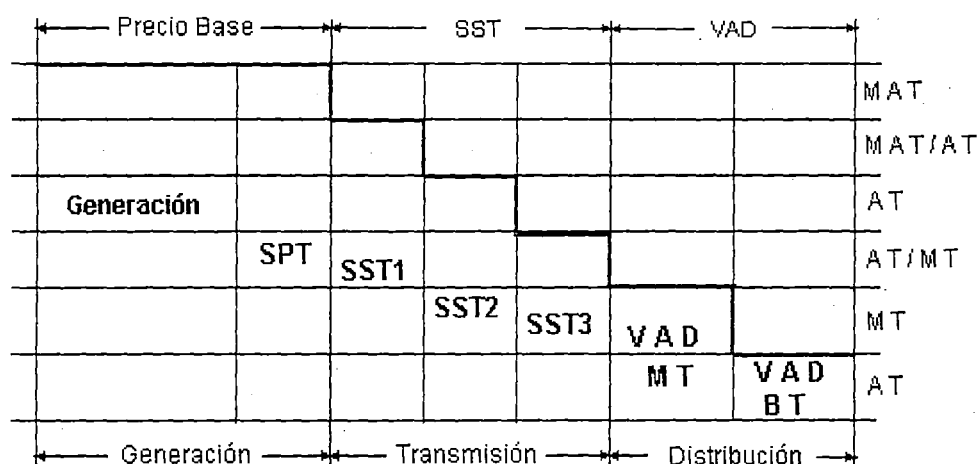 Precio Base SST VAD
MAT
MAT/AT
Generación AT
SPT SST1 AT/MT
SST2 SST3 VAD MT
MT VAD BT AT
Generación Transmisión Distribución